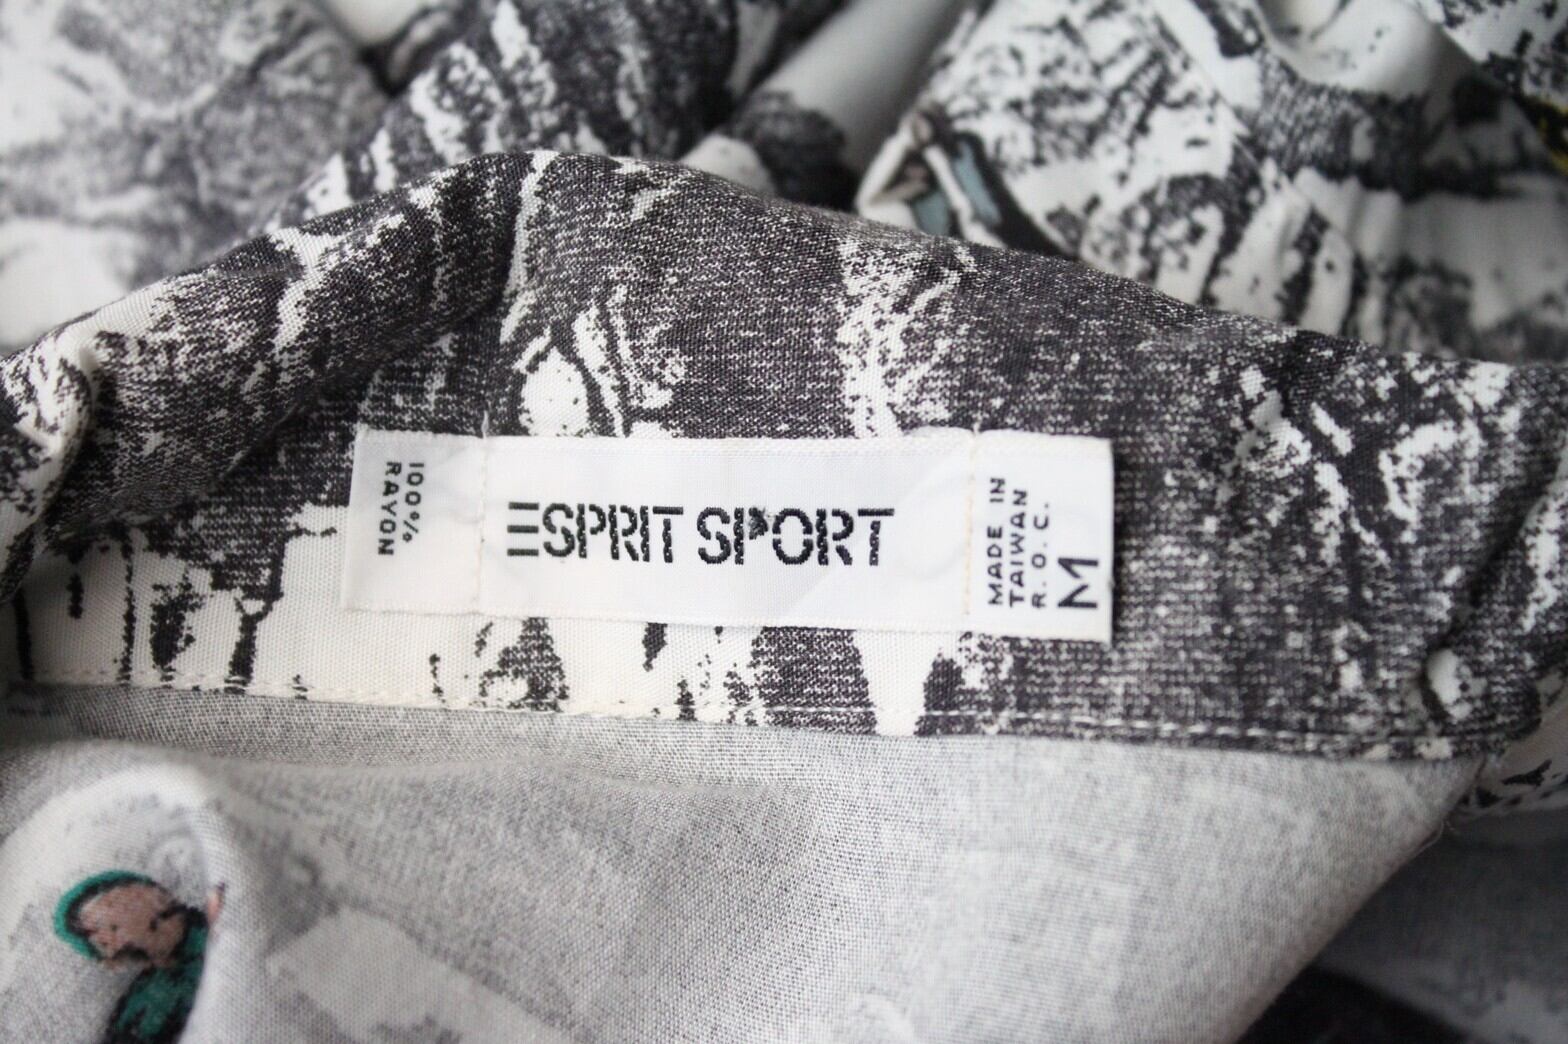 100%
RAYON
ESPRIT SPORT
MADE IN
TAIWAN
R.O.C.
M